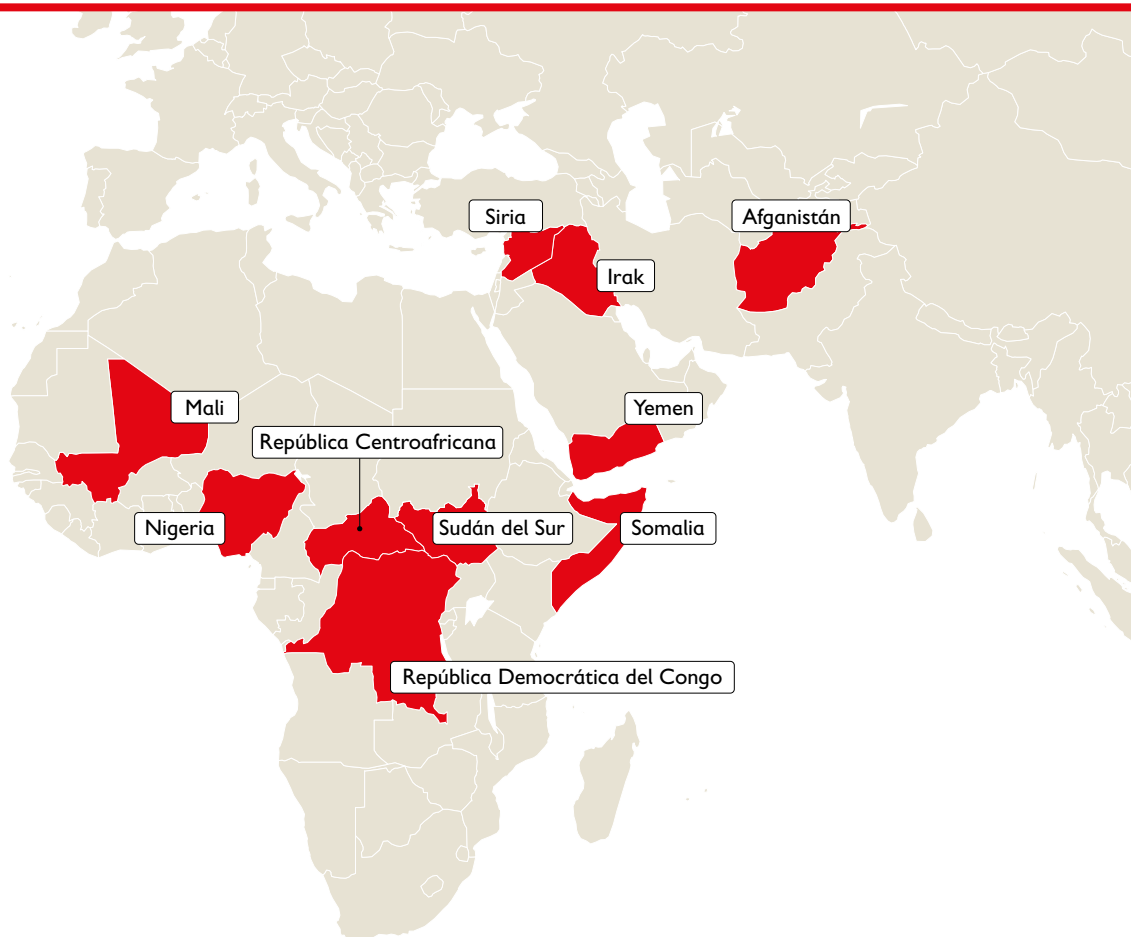 Siria
Afganistán
Irak
Mali
Yemen
República Centroafricana
Nigeria
Sudán del Sur
Somalia
República Democrática del Congo